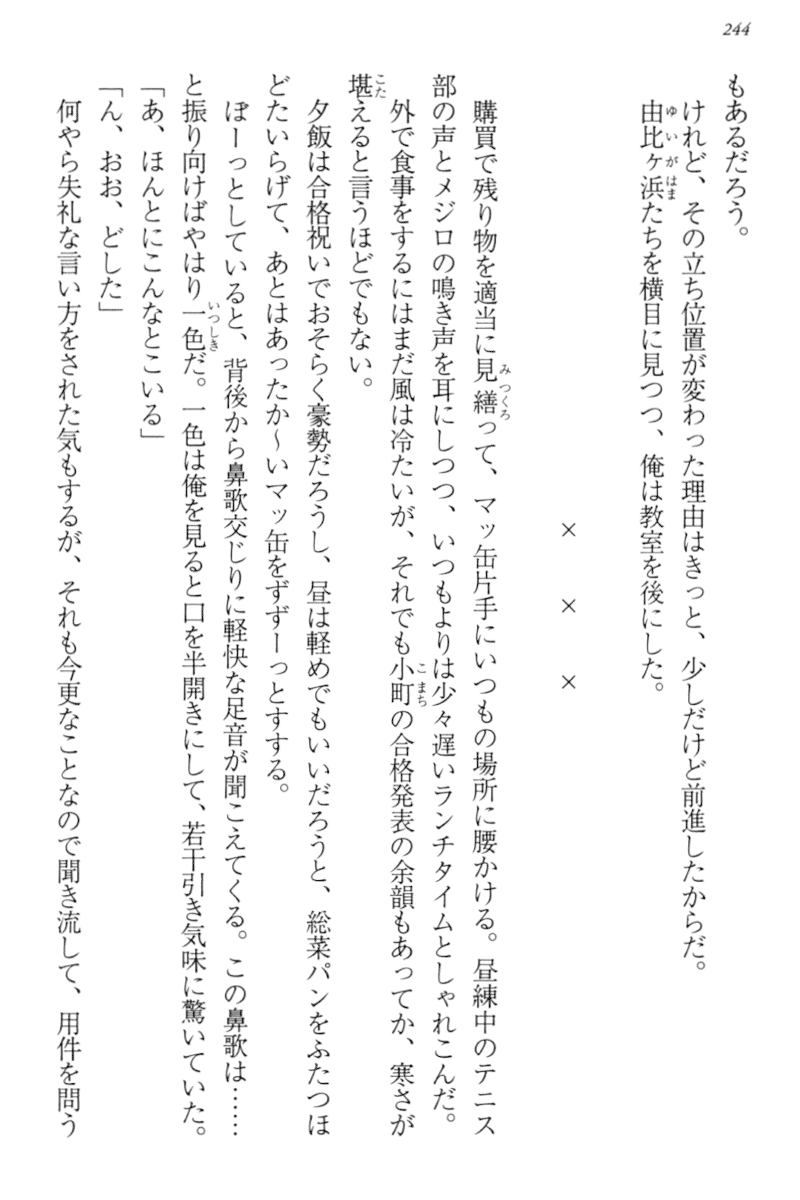 244
もあるだろう。
けれど、その立ち位置が変わった理由はきっと、少しだけど前進したからだ。
由比ヶ浜たちを横目に見つつ、俺は教室を後にした。
×　×　×
購買で残り物を適当に見繕って、マッ缶片手にいつもの場所に腰かける。昼練中のテニス
部の声とメジロの鳴き声を耳にしつつ、いつもよりは少々遅いランチタイムとしゃれこんだ。
外で食事をするにはまだ風は冷たいが、それでも小町の合格発表の余韻もあってか、寒さが
堪えると言うほどでもない。
夕飯は合格祝いでおそらく豪勢だろうし、昼は軽めでもいいだろうと、総菜パンをふたつほ
どたいらげて、あとはあったか～いマッ缶をずずーっとすする。
ぼーっとしていると、背後から鼻歌交じりに軽快な足音が聞こえてくる。この鼻歌は……
と振り向けばやはり一色だ。一色は俺を見ると口を半開きにして、若干引き気味に驚いていた。
「あ、ほんとにこんなとこいる」
「ん、おお、どした」
何やら失礼な言い方をされた気もするが、それも今更なことなので聞き流して、用件を問う